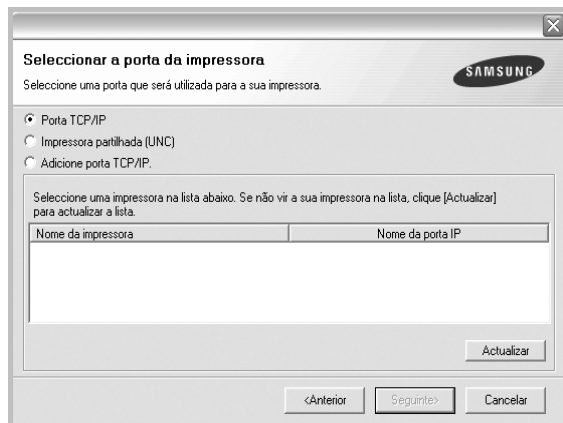 Seleccionar a porta da impressora
Seleccione uma porta que será utilizada para a sua impressora.
SAMSUNG
Porta TCP/IP
Impressora partilhada (UNC)
Adicione porta TCP/IP.
Seleccione uma impressora na lista abaixo. Se não vir a sua impressora na lista, clique [Actualizar]
para actualizar a lista.
Nome da impressora Nome da porta IP
Actualizar
<Anterior Seguinte> Cancelar